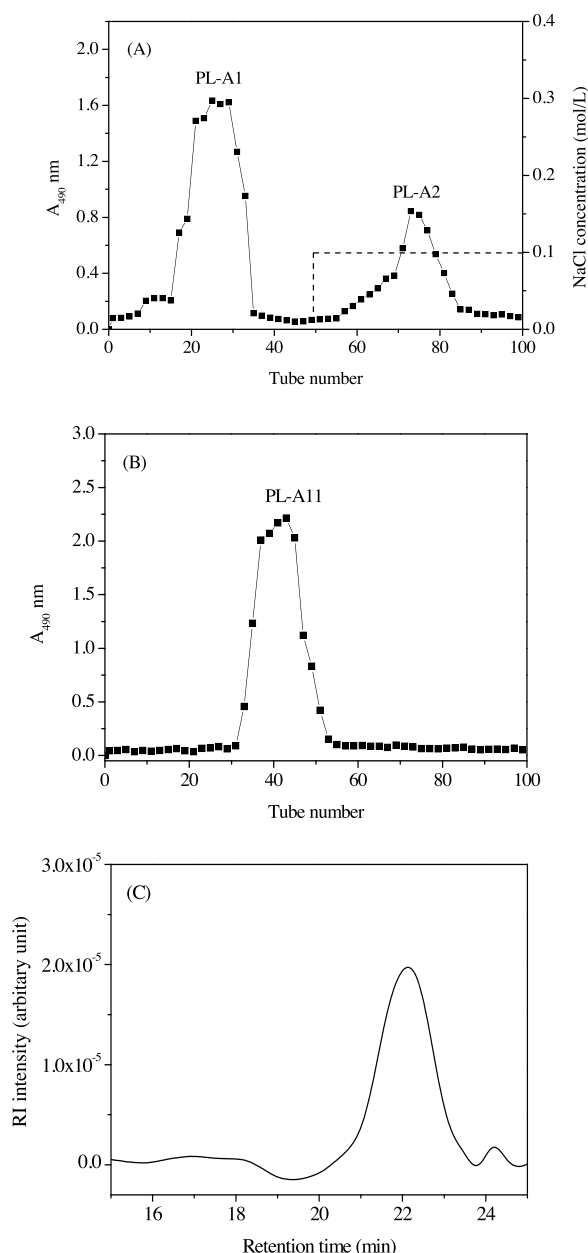 (A)
PL-A1
PL-A2
2.0
1.6
1.2
0.8
0.4
0.0
A490 nm
0.4
0.3
0.2
0.1
0.0
NaCl concentration (mol/L)
0 20 40 60 80 100
Tube number
(B)
PL-A11
3.0
2.5
2.0
1.5
1.0
0.5
0.0
A490 nm
0 20 40 60 80 100
Tube number
(C)
3.0x10-5
2.0x10-5
1.0x10-5
0.0
RI intensity (arbitary unit)
16 18 20 22 24
Retention time (min)